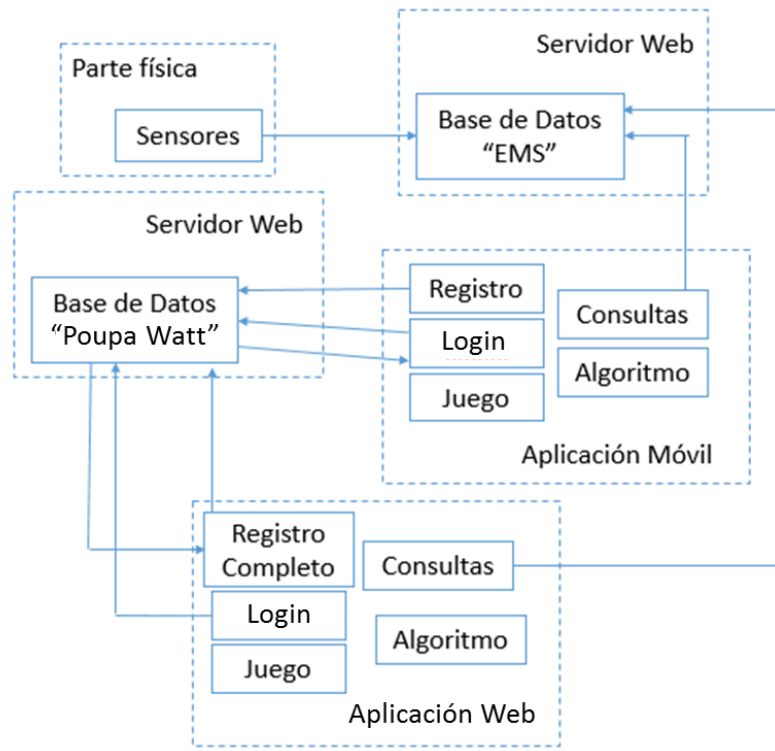 Servidor Web
Parte física
Base de Datos
“EMS”
Sensores
Servidor Web
Base de Datos
“Poupa Watt”
Registro
Consultas
Login
Algoritmo
Juego
Aplicación Móvil
Registro
Completo
Consultas
Login
Algoritmo
Juego
Aplicación Web